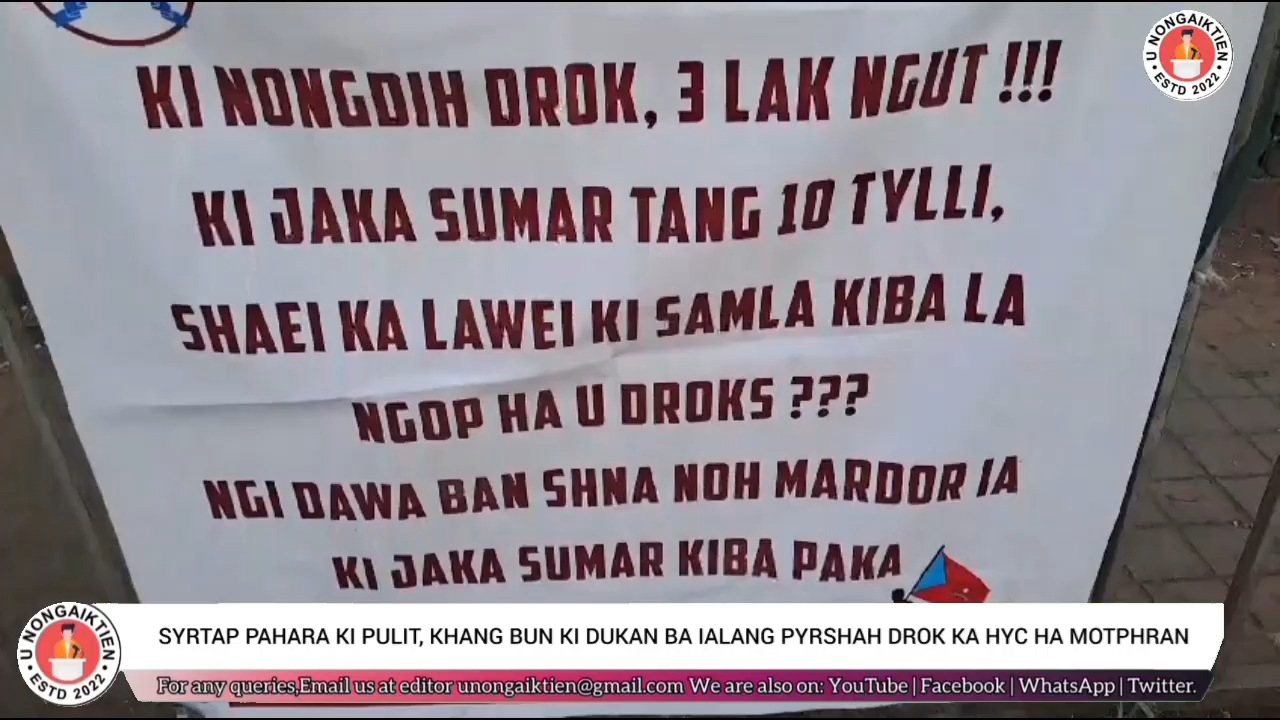 U NONGAIKTIEN
• ESTD 2022 •
KI NONGDIH DROK, 3 LAK NGUT !!!
KI JAKA SUMAR TANG 10 TYLLI,
SHAEI KA LAWEI KI SAMLA KIBA LA
NGOP HA U DROKS ???
NGI DAWA BAN SHNA NOH MARDOR IA
KI JAKA SUMAR KIBA PAKA
U NONGAIKTIEN
• ESTD 2022 •
SYRTAP PAHARA KI PULIT, KHANG BUN KI DUKAN BA IALANG PYRSHAH DROK KA HYC HA MOTPHRAN
For any queries,Email us at editor unongaiktien@gmail.com We are also on: YouTube | Facebook | WhatsApp | Twitter.